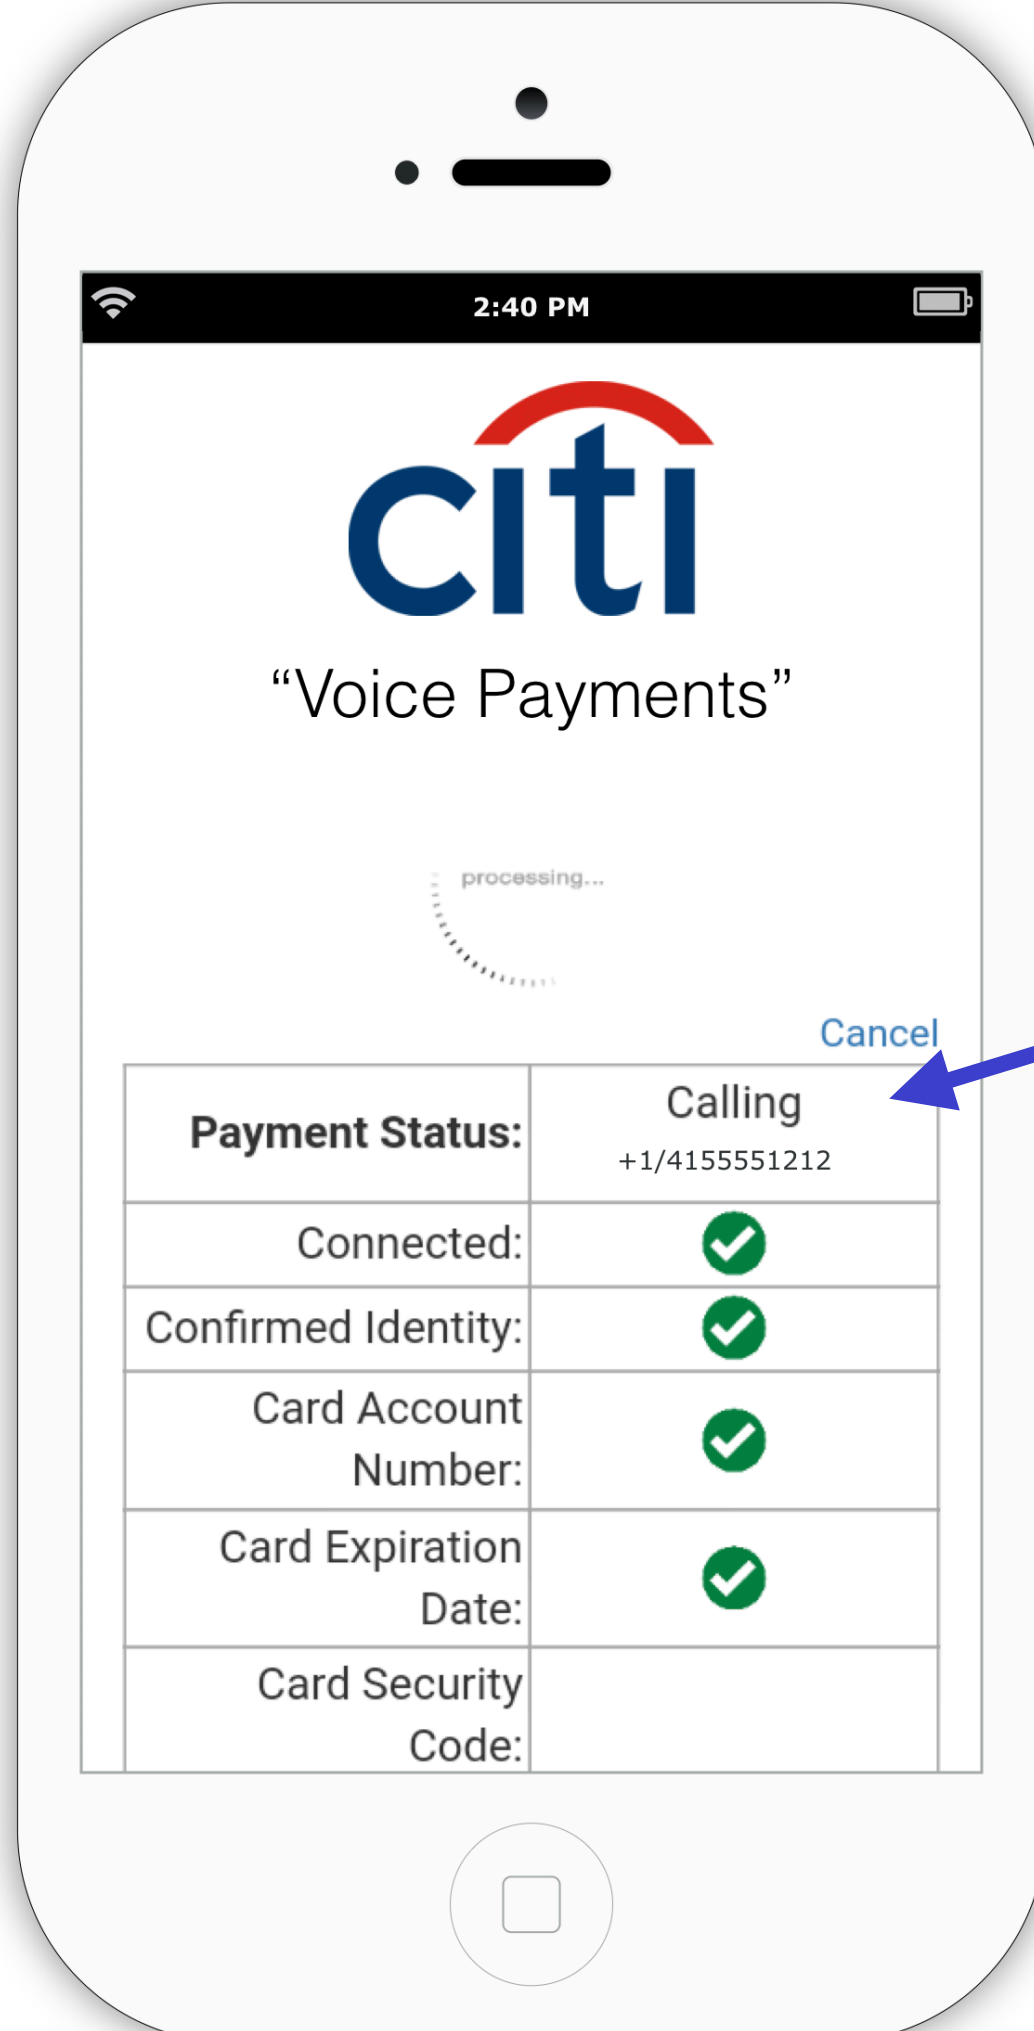 2:40 PM
citi
“Voice Payments”
processing...
Cancel
Payment Status:
Calling
+1/4155551212
Connected:
Confirmed Identity:
Card Account
Number:
Card Expiration
Date:
Card Security
Code: